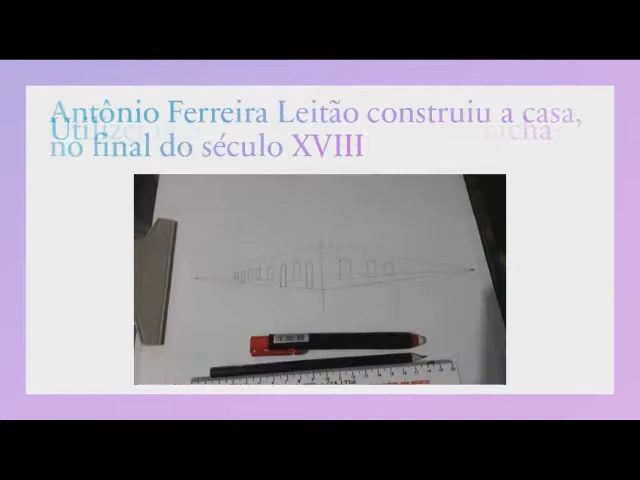 Antônio Ferreira Leitão construiu a casa,
no final do século XVIII